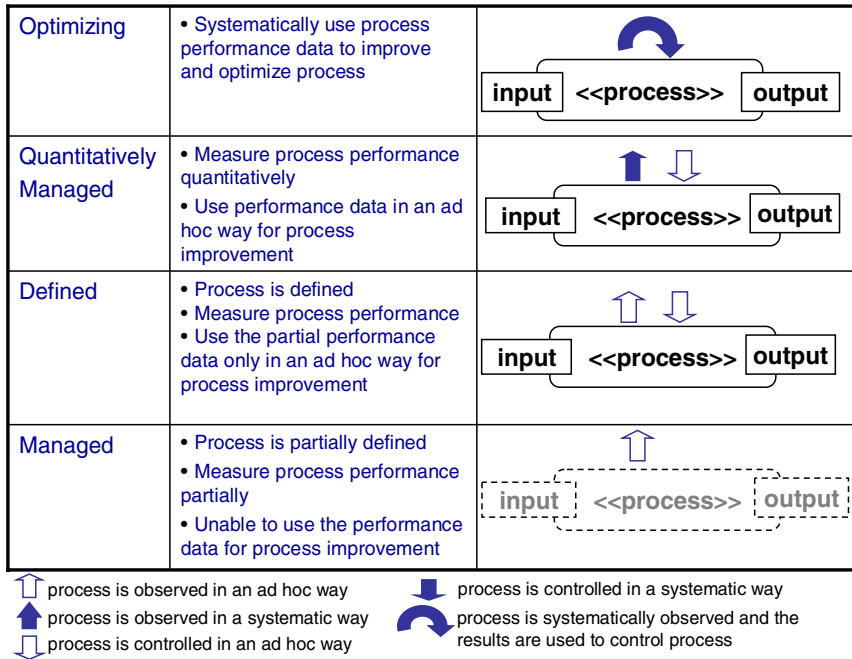 Optimizing
• Systematically use process
performance data to improve
and optimize process
input
<<process>>
output
Quantitatively
Managed
• Measure process performance
quantitatively
• Use performance data in an ad
hoc way for process
improvement
input
<<process>>
output
Defined
• Process is defined
• Measure process performance
• Use the partial performance
data only in an ad hoc way for
process improvement
input
<<process>>
output
Managed
• Process is partially defined
• Measure process performance
partially
• Unable to use the performance
data for process improvement
input
<<process>>
output
process is observed in an ad hoc way
process is observed in a systematic way
process is controlled in an ad hoc way
process is controlled in a systematic way
process is systematically observed and the
results are used to control process